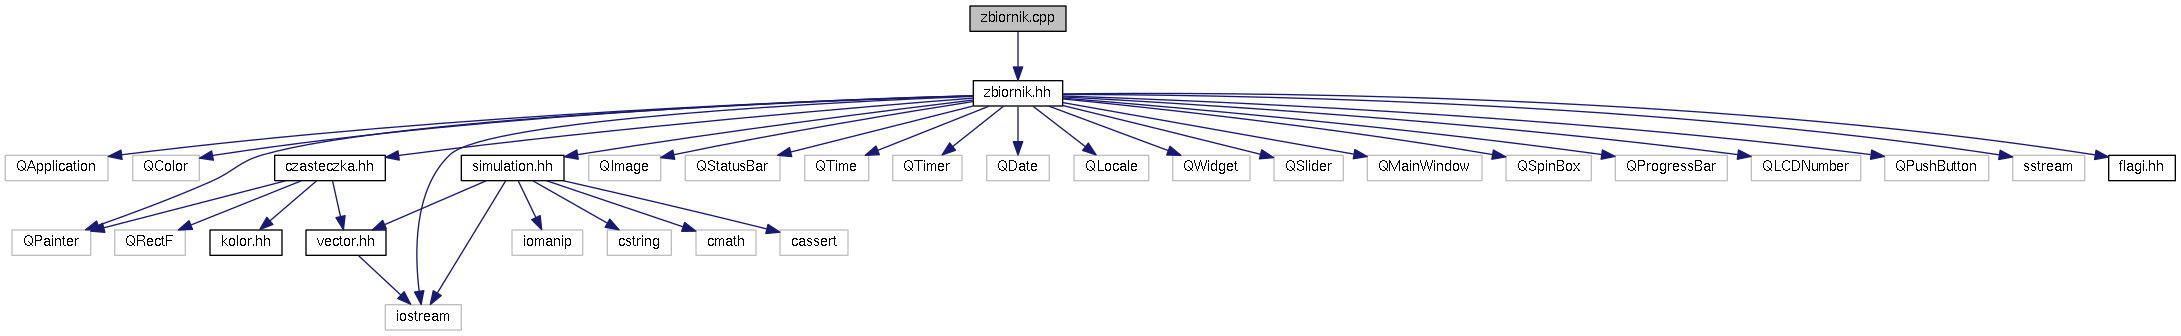 zbiornik.cpp
zbiornik.hh
QApplication
QColor
czasteczka.hh
simulation.hh
QImage
QStatusBar
QTime
QTimer
QDate
QLocale
QWidget
QSlider
QMainWindow
QSpinBox
QProgressBar
QLCDNumber
QPushButton
sstream
flagi.hh
QPainter
QRectF
kolor.hh
vector.hh
iomanip
cstring
cmath
cassert
iostream